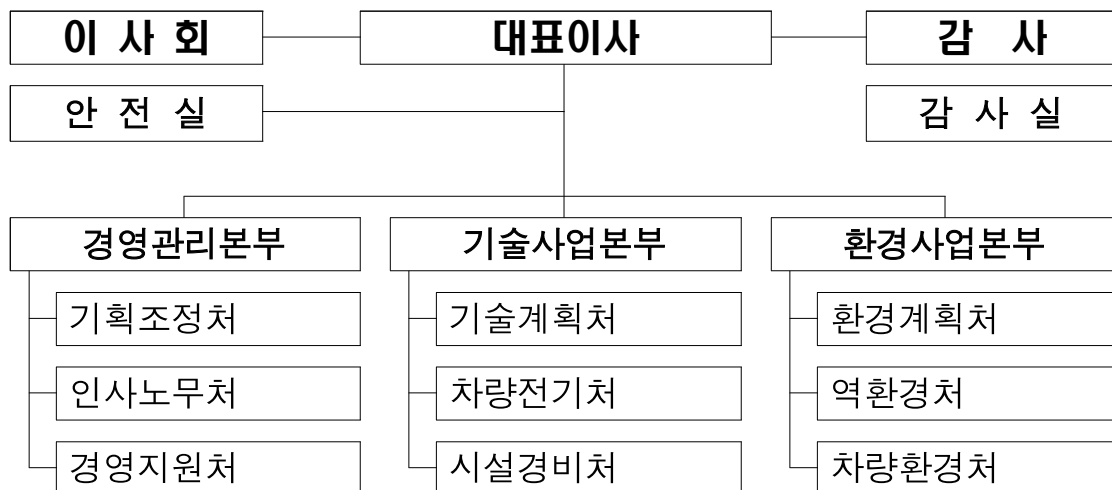 이 사 회 대표이사 감 사
안 전 실 감 사 실
경영관리본부 기술사업본부 환경사업본부
기획조정처 기술계획처 환경계획처
인사노무처 차량전기처 역환경처
경영지원처 시설경비처 차량환경처